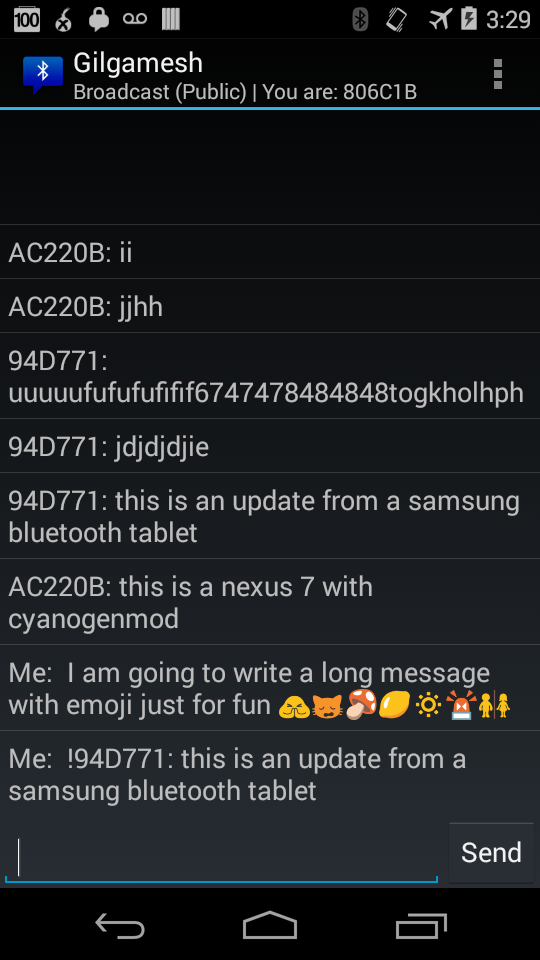 100 3:29
Gilgamesh
Broadcast (Public) | You are: 806C1B
AC220B: ii
AC220B: jjhh
94D771:
uuuuufufufufifif6747478484848togkholhph
94D771: jdjdjdjie
94D771: this is an update from a samsung
bluetooth tablet
AC220B: this is a nexus 7 with
cyanogenmod
Me:  I am going to write a long message
with emoji just for fun 🙏😿🍄🍋🔅🚨🚻
Me:  !94D771: this is an update from a
samsung bluetooth tablet
Send